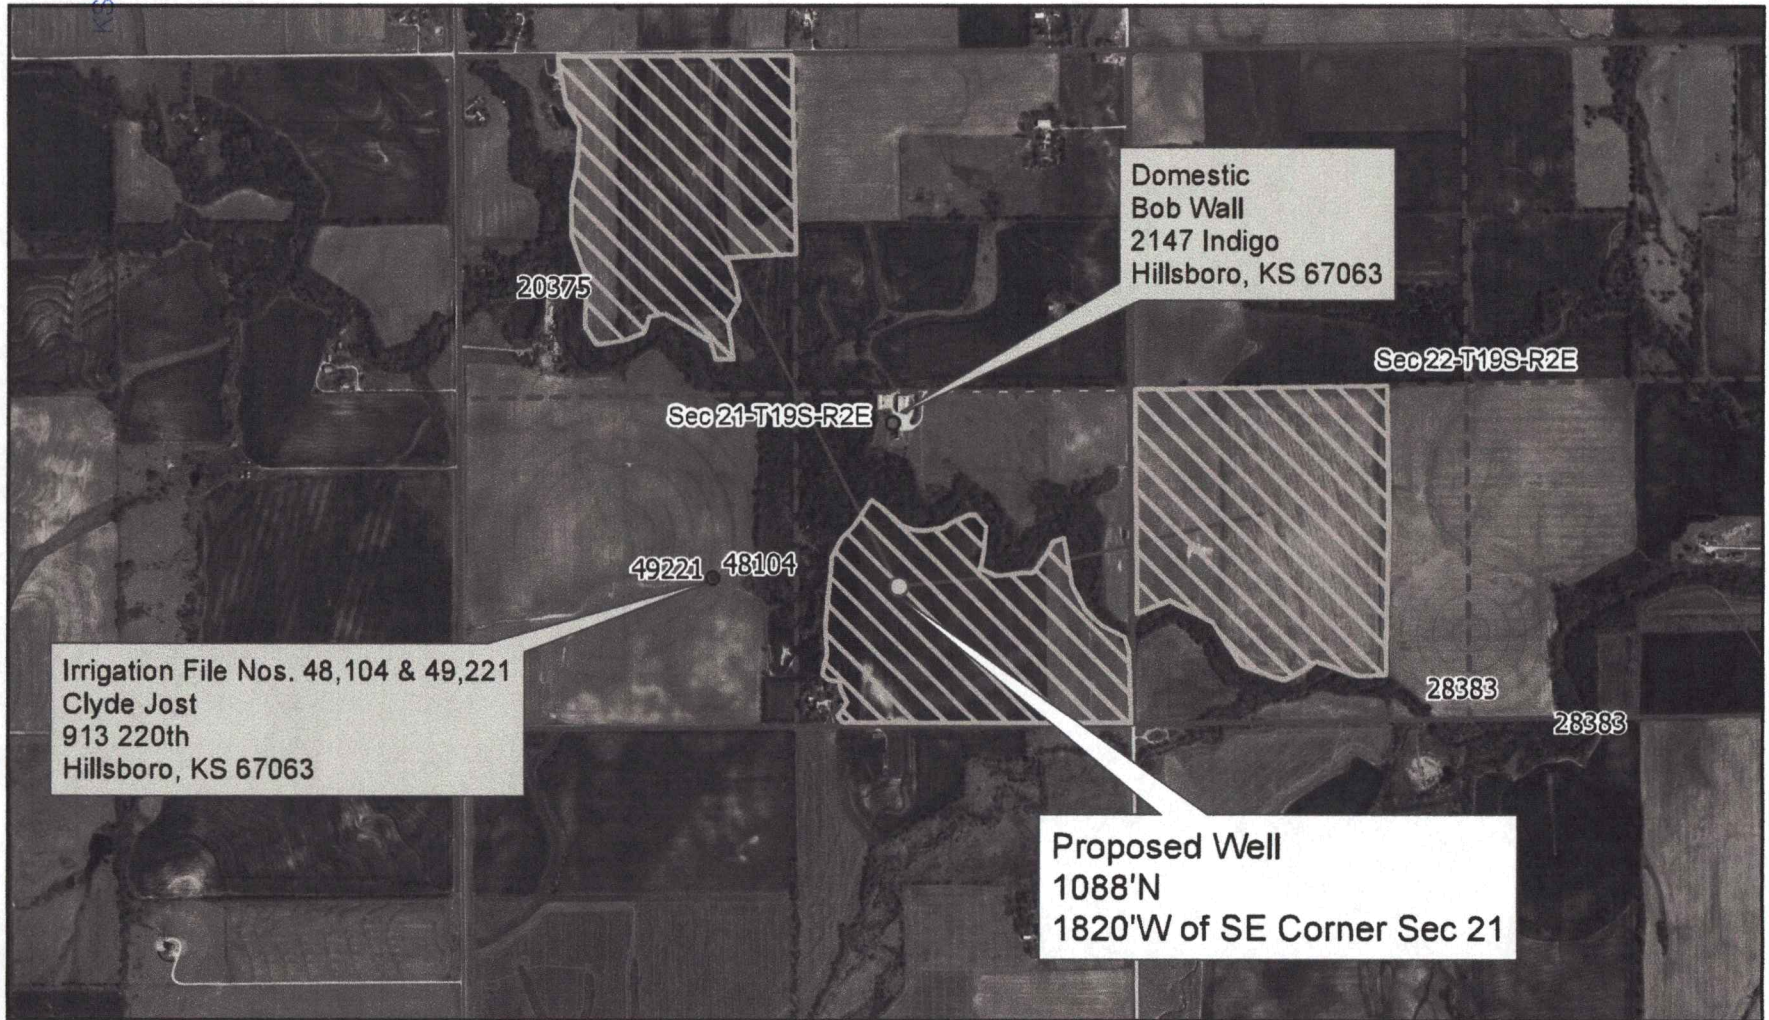 KS
Domestic
Bob Wall
2147 Indigo
Hillsboro, KS 67063
20375
Sec 22-T19S-R2E
Sec 21-T19S-R2E
49221 48104
Irrigation File Nos. 48,104 & 49,221
Clyde Jost
913 220th
Hillsboro, KS 67063
28383
28383
Proposed Well
1088'N
1820'W of SE Corner Sec 21